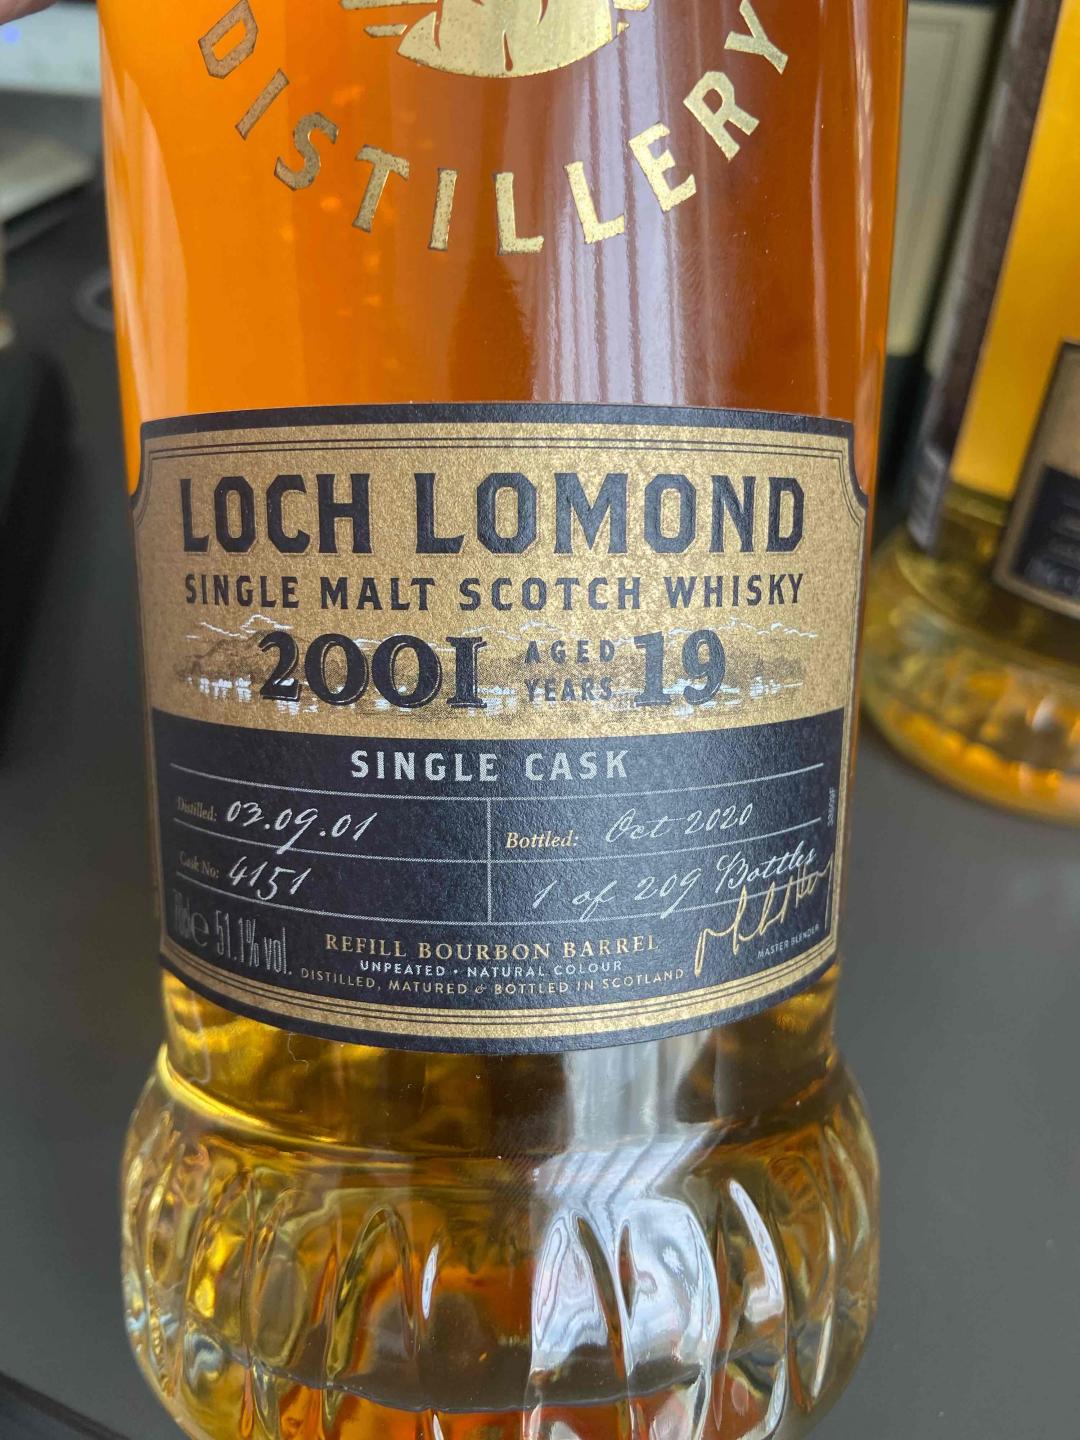 DISTILLERY
LOCH LOMOND
SINGLE MALT SCOTCH WHISKY
2001 AGED YEARS 19
SINGLE CASK
Distilled: 03.09.01
Bottled: Oct 2020
Cask No: 4151
1 of 209 Bottles
70cle 51.1% vol.
REFILL BOURBON BARREL
UNPEATED • NATURAL COLOUR
DISTILLED, MATURED & BOTTLED IN SCOTLAND
MASTER BLENDER